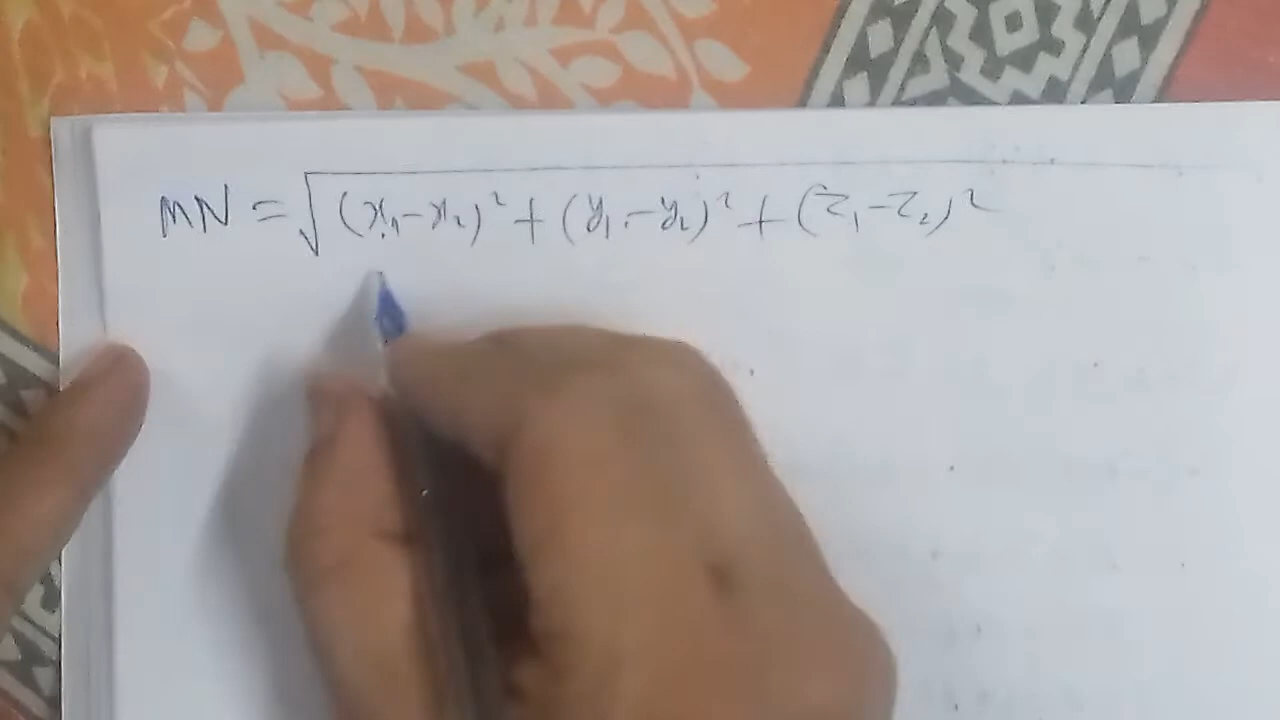 MN = √(x₁-x₂)² + (y₁-y₂)² + (z₁-z₂)²